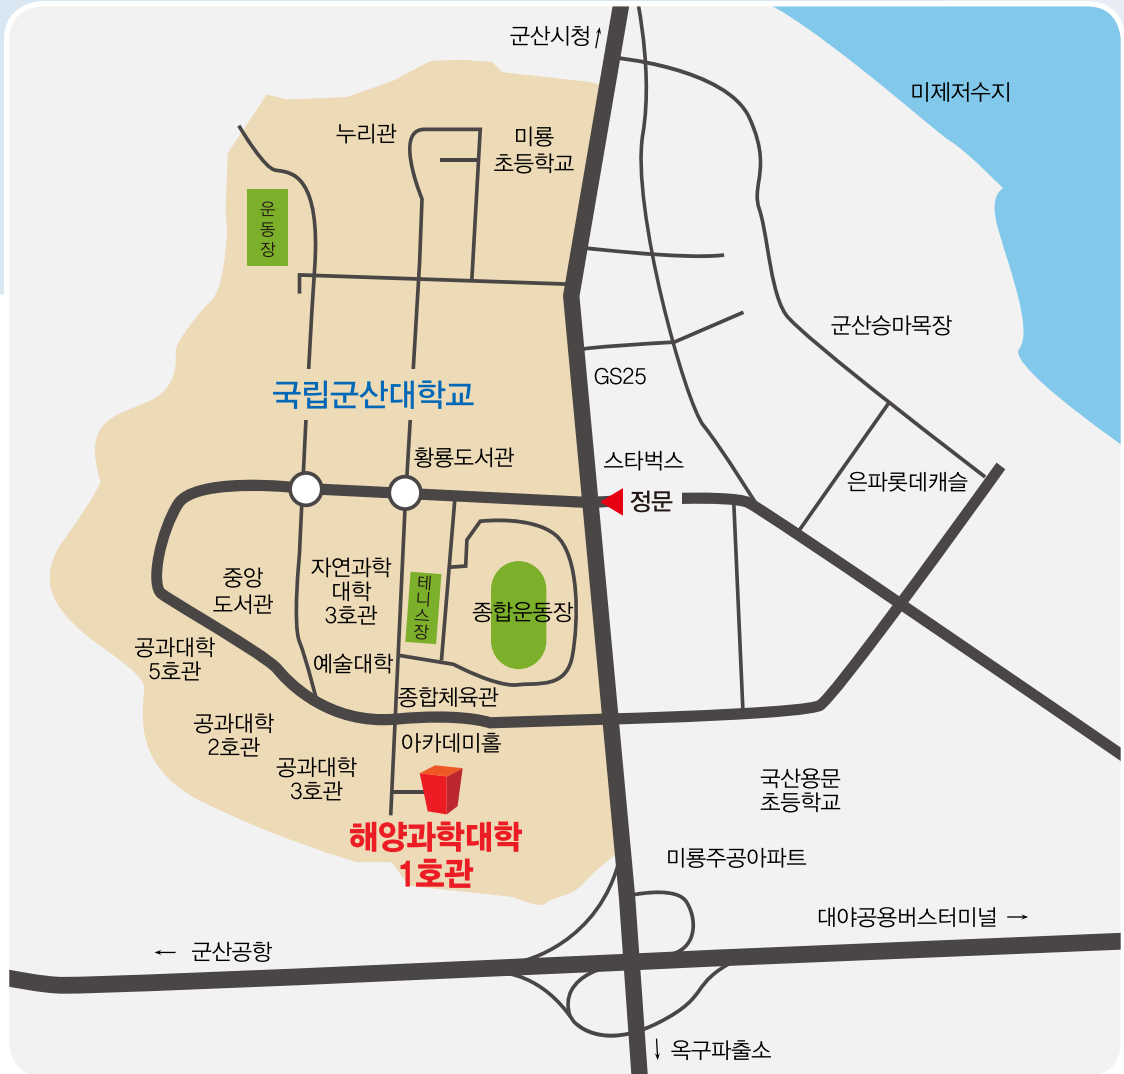 군산시청↑
미제저수지
누리관
미룡
초등학교
운
동
장
군산승마목장
GS25
국립군산대학교
황룡도서관
스타벅스
은파롯데캐슬
정문
자연과학
대학
3호관
중앙
도서관
테
니
스
장
종합운동장
공과대학
5호관
예술대학
종합체육관
공과대학
2호관
아카데미홀
공과대학
3호관
국산용문
초등학교
해양과학대학
1호관
미룡주공아파트
대야공용버스터미널 →
← 군산공항
↓ 옥구파출소